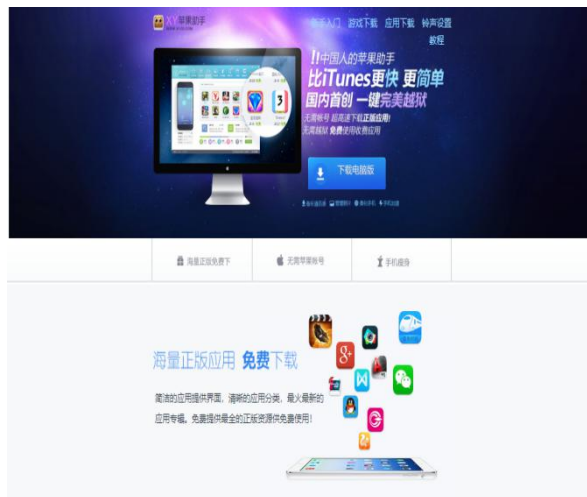 XY苹果助手
新手入门 游戏下载 应用下载 铃声设置
教程
!!中国人的苹果助手
比iTunes更快 更简单
国内首创 一键完美越狱
无需帐号 超高速下载正版应用!
无需越狱 免费使用收费应用
下载电脑版
海量正版免费下
无需苹果帐号
手机瘦身
海量正版应用 免费下载
简洁的应用提供界面，清晰的应用分类，最火最新的
应用专辑。免费提供最全的正版资源供免费使用！